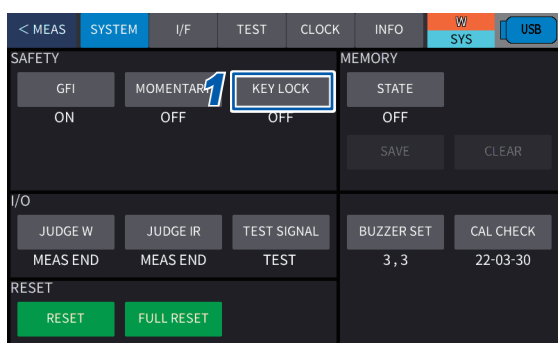 < MEAS SYSTEM I/F TEST CLOCK INFO W SYS USB
SAFETY MEMORY
GFI MOMENTARY 1 KEY LOCK STATE
ON OFF OFF OFF
SAVE CLEAR
I/O
JUDGE W JUDGE IR TEST SIGNAL BUZZER SET CAL CHECK
MEAS END MEAS END TEST 3 , 3 22-03-30
RESET
RESET FULL RESET